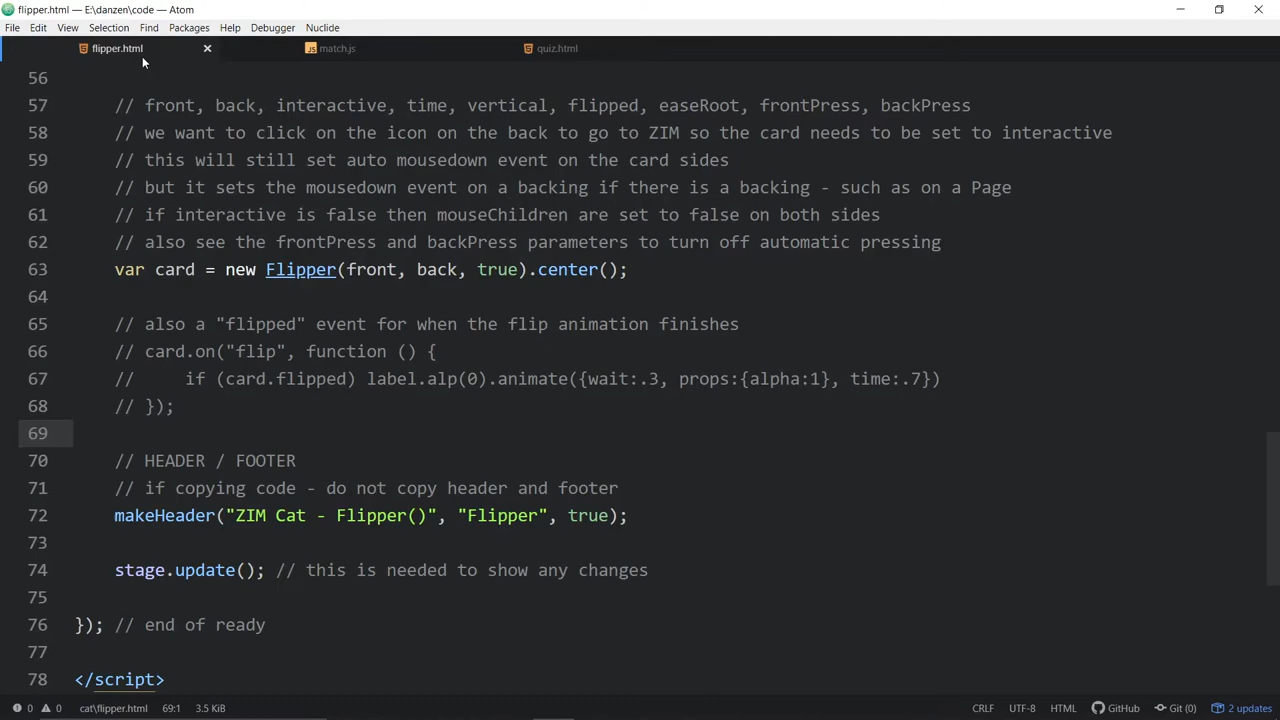 flipper.html — E:\danzen\code — Atom
File Edit View Selection Find Packages Help Debugger Nuclide
flipper.html × JS match.js quiz.html
56
57 // front, back, interactive, time, vertical, flipped, easeRoot, frontPress, backPress
58 // we want to click on the icon on the back to go to ZIM so the card needs to be set to interactive
59 // this will still set auto mousedown event on the card sides
60 // but it sets the mousedown event on a backing if there is a backing - such as on a Page
61 // if interactive is false then mouseChildren are set to false on both sides
62 // also see the frontPress and backPress parameters to turn off automatic pressing
63 var card = new Flipper(front, back, true).center();
64
65 // also a "flipped" event for when the flip animation finishes
66 // card.on("flip", function () {
67 //     if (card.flipped) label.alp(0).animate({wait:.3, props:{alpha:1}, time:.7})
68 // });
69
70 // HEADER / FOOTER
71 // if copying code - do not copy header and footer
72 makeHeader("ZIM Cat - Flipper()", "Flipper", true);
73
74 stage.update(); // this is needed to show any changes
75
76 }); // end of ready
77
78 </script>
0 0 cat\flipper.html 69:1 3.5 KiB CRLF UTF-8 HTML GitHub Git (0) 2 updates